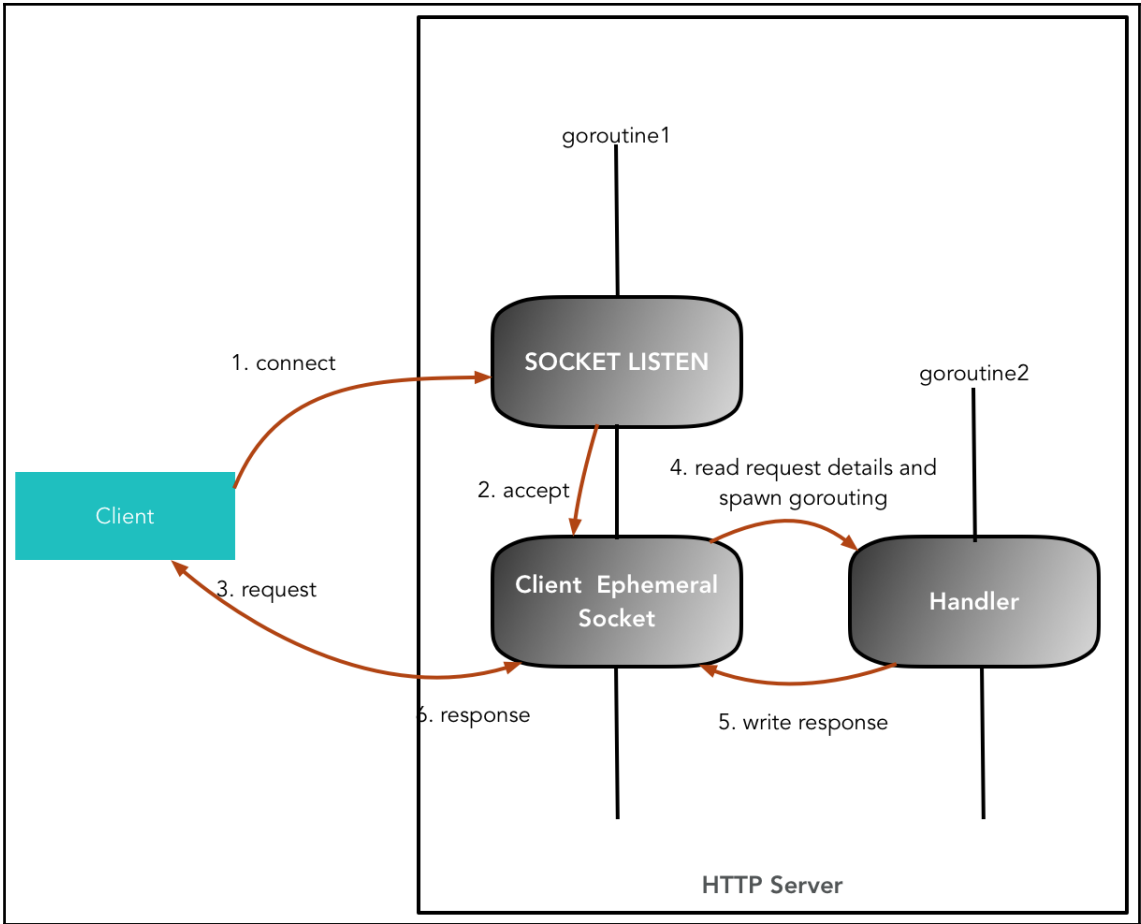 goroutine1
SOCKET LISTEN
1. connect
goroutine2
4. read request details and
spawn gorouting
2. accept
Client
Client Ephemeral
Socket
Handler
3. request
6. response
5. write response
HTTP Server